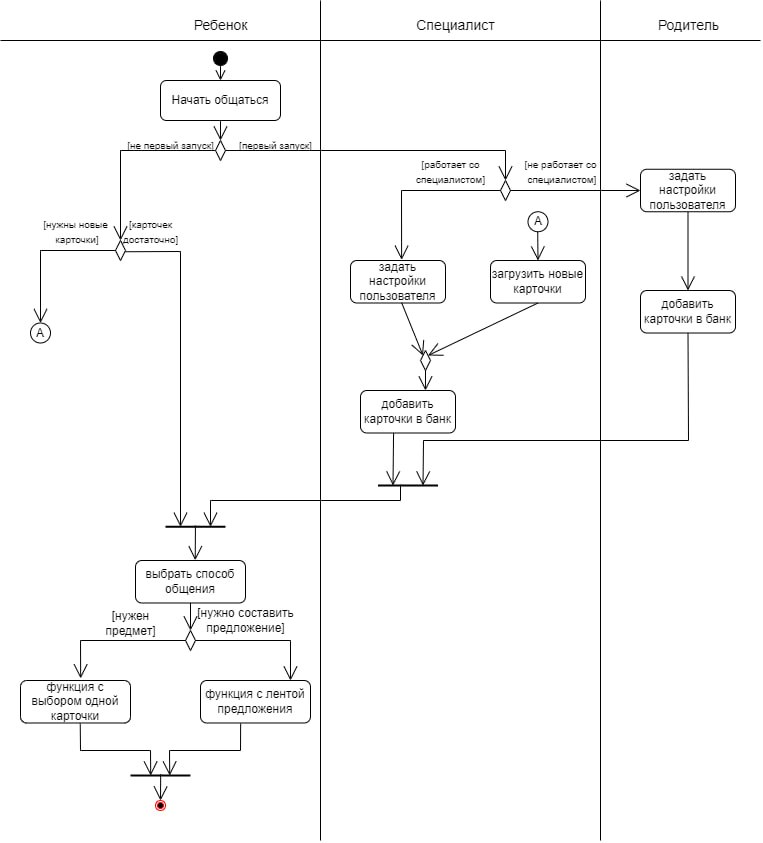 Ребенок
Специалист
Родитель
Начать общаться
[не первый запуск]
[первый запуск]
[работает со
специалистом]
[не работает со
специалистом]
задать
настройки
пользователя
[нужны новые
карточки]
[карточек
достаточно]
А
задать
настройки
пользователя
загрузить новые
карточки
добавить
карточки в банк
А
добавить
карточки в банк
выбрать способ
общения
[нужен
предмет]
[нужно составить
предложение]
функция с
выбором одной
карточки
функция с лентой
предложения